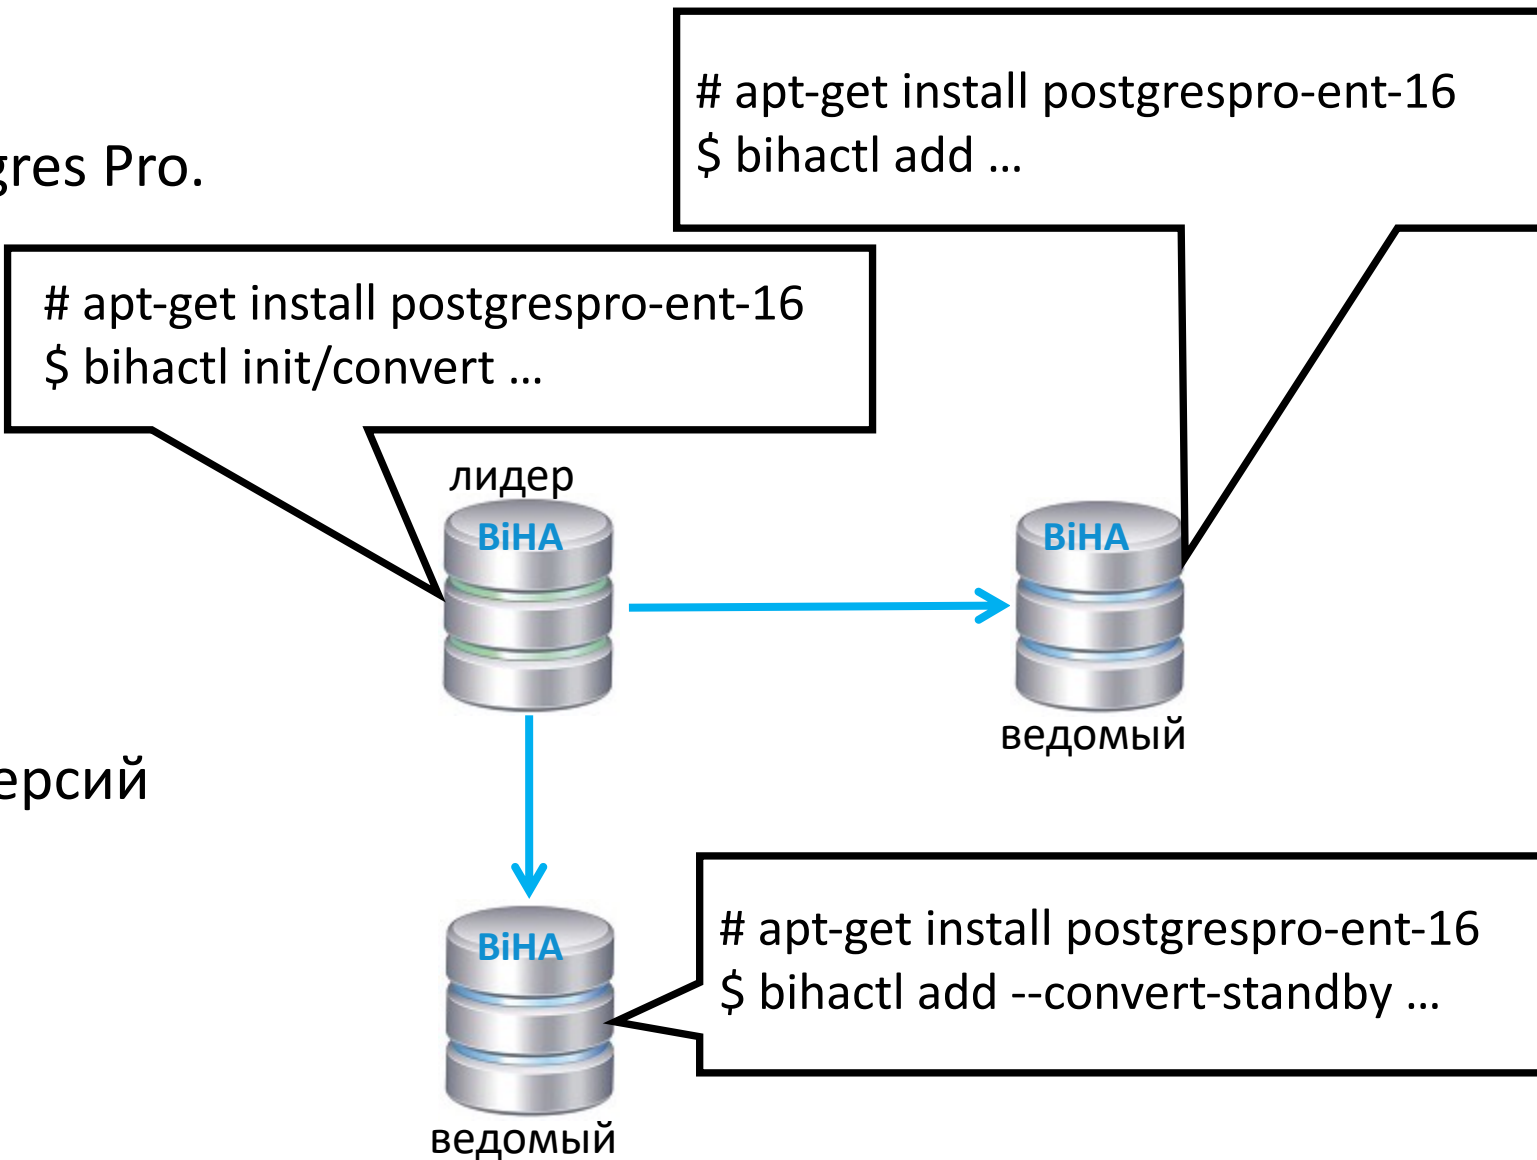 # apt-get install postgrespro-ent-16
$ bihactl add …
gres Pro.
# apt-get install postgrespro-ent-16
$ bihactl init/convert …
лидер
BiHA
BiHA
ведомый
ерсий
# apt-get install postgrespro-ent-16
$ bihactl add --convert-standby …
BiHA
ведомый